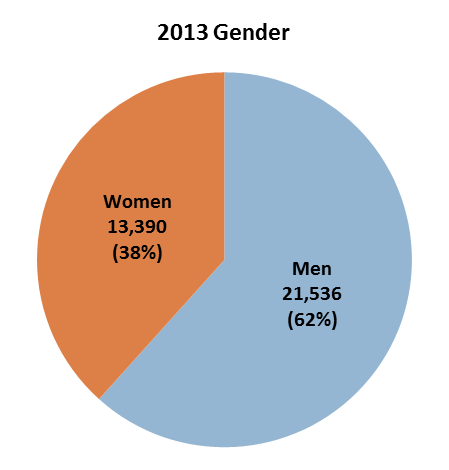 2013 Gender
Women
13,390
(38%)
Men
21,536
(62%)